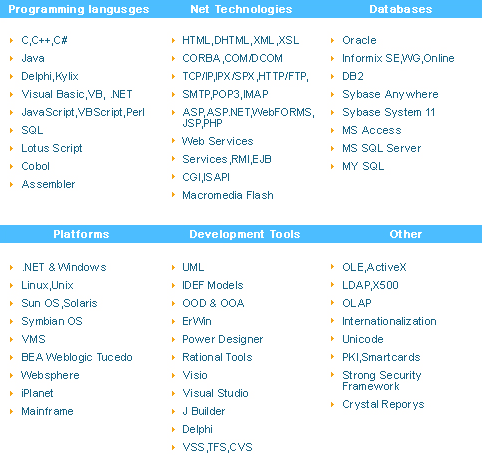 Programming langusges
C,C++,C#
Java
Delphi,Kylix
Visual Basic,VB, .NET
JavaScript,VBScript,Perl
SQL
Lotus Script
Cobol
Assembler
Net Technologies
HTML,DHTML,XML,XSL
CORBA,COM/DCOM
TCP/IP,IPX/SPX,HTTP/FTP,
SMTP,POP3,IMAP
ASP,ASP.NET,WebFORMS,
JSP,PHP
Web Services
Services,RMI,EJB
CGI,ISAPI
Macromedia Flash
Databases
Oracle
Informix SE,WG,Online
DB2
Sybase Anywhere
Sybase System 11
MS Access
MS SQL Server
MY SQL
Platforms
.NET & Windows
Linux,Unix
Sun OS,Solaris
Symbian OS
VMS
BEA Weblogic Tucedo
Websphere
iPlanet
Mainframe
Development Tools
UML
IDEF Models
OOD & OOA
ErWin
Power Designer
Rational Tools
Visio
Visual Studio
J Builder
Delphi
VSS,TFS,CVS
Other
OLE,ActiveX
LDAP,X500
OLAP
Internationalization
Unicode
PKI,Smartcards
Strong Security
Framework
Crystal Reporys